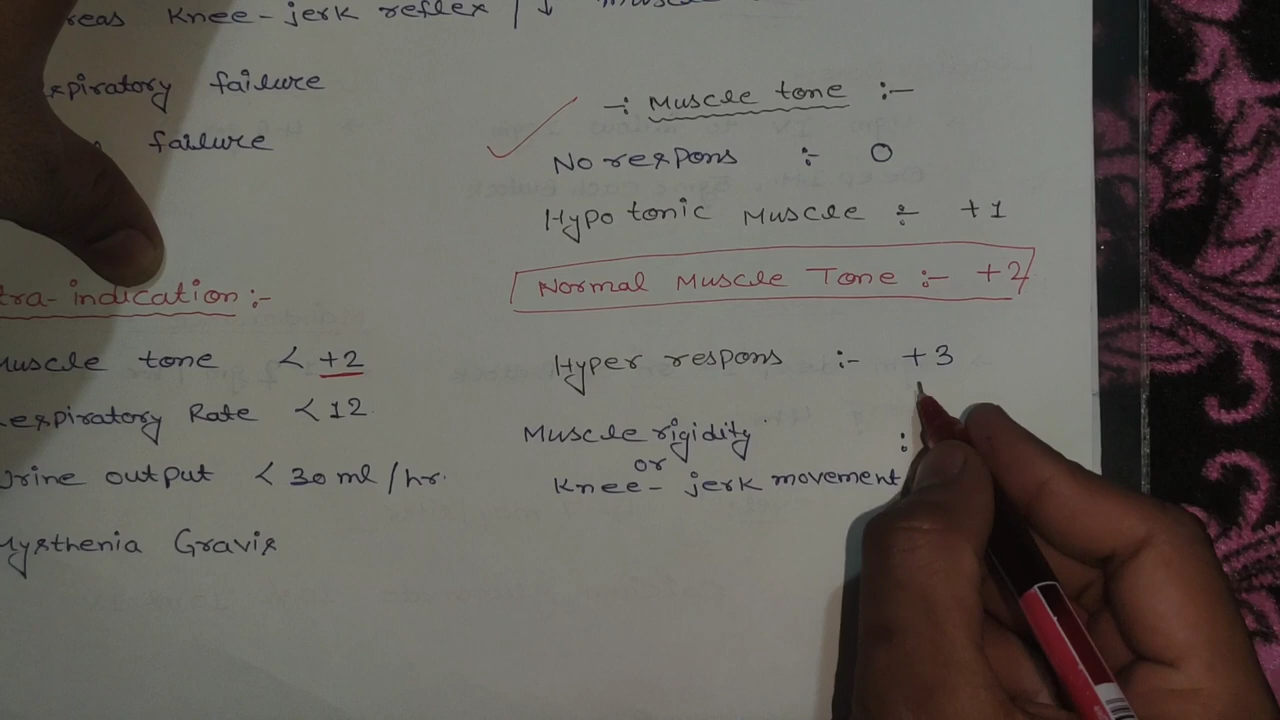 Knee-jerk reflex / ↓
failure
failure
indication :-
Muscle tone < +2
Respiratory Rate < 12
Urine output < 30 ml/hr.
Mysthenia Gravis
-: Muscle tone :-
No respons :- 0
Hypotonic Muscle :- +1
Normal Muscle Tone :- +2
Hyper respons :- +3
Muscle rigidity :
or
Knee-jerk movement